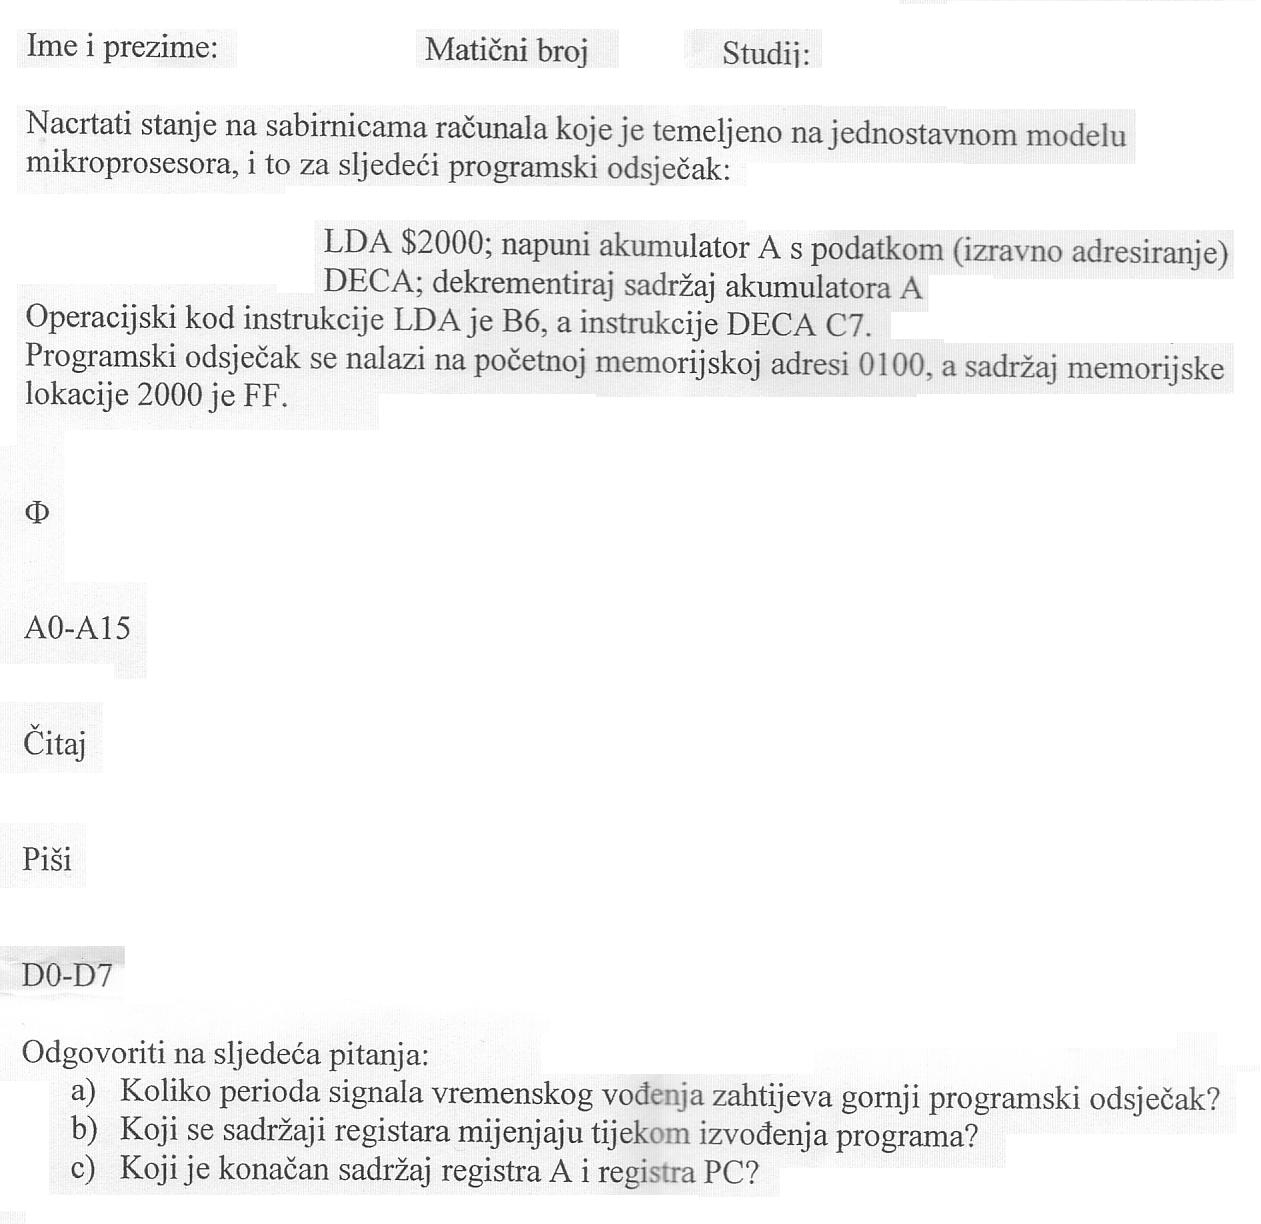 Ime i prezime: Matični broj Studij:
Nacrtati stanje na sabirnicama računala koje je temeljeno na jednostavnom modelu
mikroprosesora, i to za sljedeći programski odsječak:
LDA $2000; napuni akumulator A s podatkom (izravno adresiranje)
DECA; dekrementiraj sadržaj akumulatora A
Operacijski kod instrukcije LDA je B6, a instrukcije DECA C7.
Programski odsječak se nalazi na početnoj memorijskoj adresi 0100, a sadržaj memorijske
lokacije 2000 je FF.
Φ
A0-A15
Čitaj
Piši
D0-D7
Odgovoriti na sljedeća pitanja:
a) Koliko perioda signala vremenskog vođenja zahtijeva gornji programski odsječak?
b) Koji se sadržaji registara mijenjaju tijekom izvođenja programa?
c) Koji je konačan sadržaj registra A i registra PC?